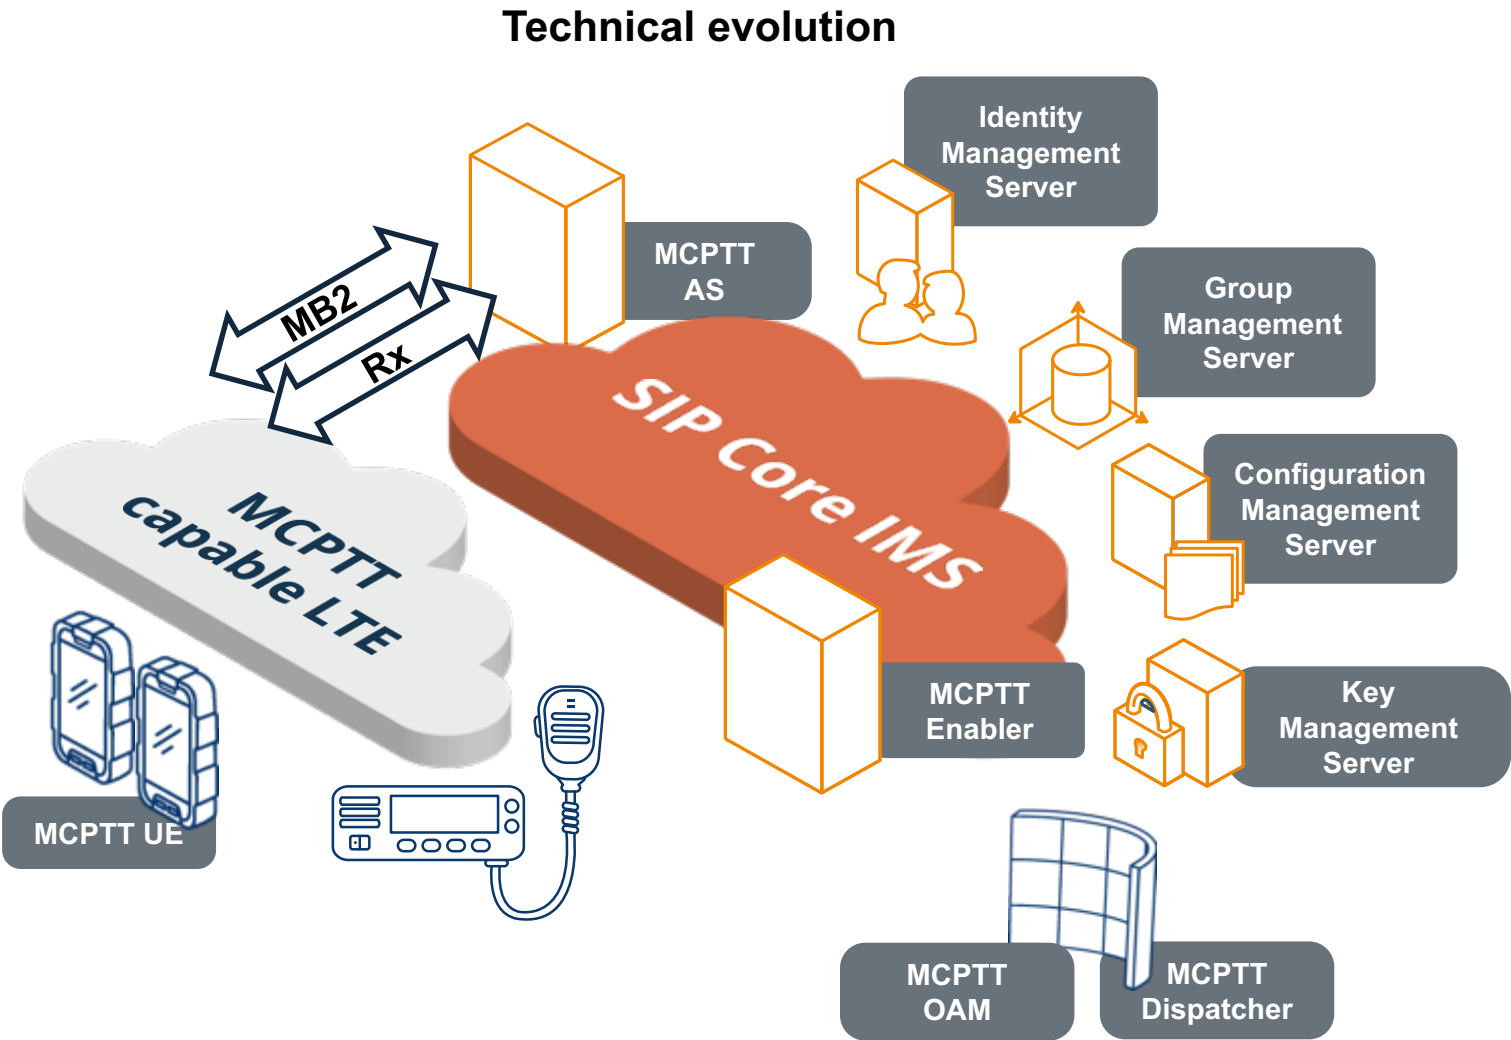 Technical evolution
Identity
Management
Server
MCPTT
AS
Group
Management
Server
MB2
Rx
SIP Core IMS
Configuration
Management
Server
MCPTT
capable LTE
MCPTT
Enabler
Key
Management
Server
MCPTT UE
MCPTT
OAM
MCPTT
Dispatcher